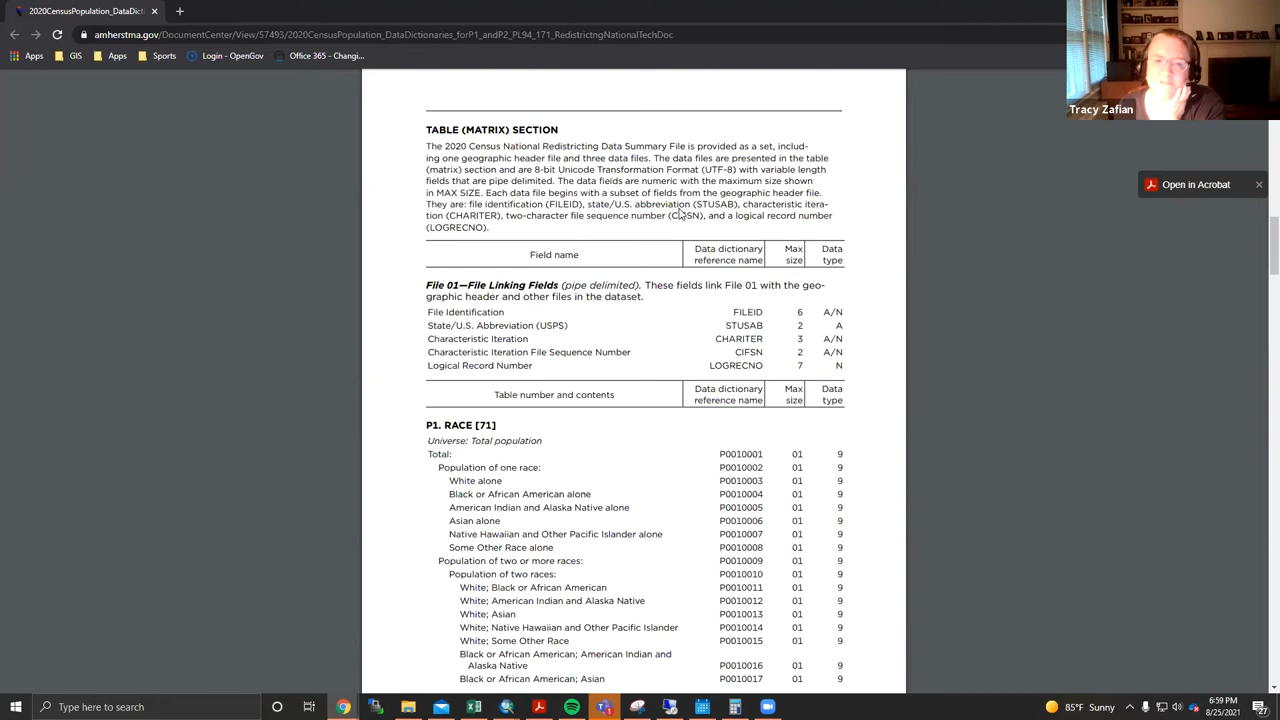 2020CensusPopulation_DataDict
amherstma.gov/DocumentCenter/View/57493/2020CensusPopulation_DataDictionares_forP1_andP2_PL94_171_RedistrictngNationalTechDoc
Apps
GIS
Apps
Sports
Login - OpenGov
Office 365 - Changi...
Tracy Zafian
Open in Acrobat
TABLE (MATRIX) SECTION
The 2020 Census National Redistricting Data Summary File is provided as a set, includ-
ing one geographic header file and three data files. The data files are presented in the table
(matrix) section and are 8-bit Unicode Transformation Format (UTF-8) with variable length
fields that are pipe delimited. The data fields are numeric with the maximum size shown
in MAX SIZE. Each data file begins with a subset of fields from the geographic header file.
They are: file identification (FILEID), state/U.S. abbreviation (STUSAB), characteristic itera-
tion (CHARITER), two-character file sequence number (CIFSN), and a logical record number
(LOGRECNO).
Field name Data dictionary reference name Max size Data type
File 01—File Linking Fields (pipe delimited). These fields link File 01 with the geo-
graphic header and other files in the dataset.
File Identification FILEID 6 A/N
State/U.S. Abbreviation (USPS) STUSAB 2 A
Characteristic Iteration CHARITER 3 A/N
Characteristic Iteration File Sequence Number CIFSN 2 A/N
Logical Record Number LOGRECNO 7 N
Table number and contents Data dictionary reference name Max size Data type
P1. RACE [71]
Universe: Total population
Total: P0010001 01 9
Population of one race: P0010002 01 9
White alone P0010003 01 9
Black or African American alone P0010004 01 9
American Indian and Alaska Native alone P0010005 01 9
Asian alone P0010006 01 9
Native Hawaiian and Other Pacific Islander alone P0010007 01 9
Some Other Race alone P0010008 01 9
Population of two or more races: P0010009 01 9
Population of two races: P0010010 01 9
White; Black or African American P0010011 01 9
White; American Indian and Alaska Native P0010012 01 9
White; Asian P0010013 01 9
White; Native Hawaiian and Other Pacific Islander P0010014 01 9
White; Some Other Race P0010015 01 9
Black or African American; American Indian and
Alaska Native P0010016 01 9
Black or African American; Asian P0010017 01 9
Type here to search
85°F Sunny
6:59 PM
8/25/2021
27